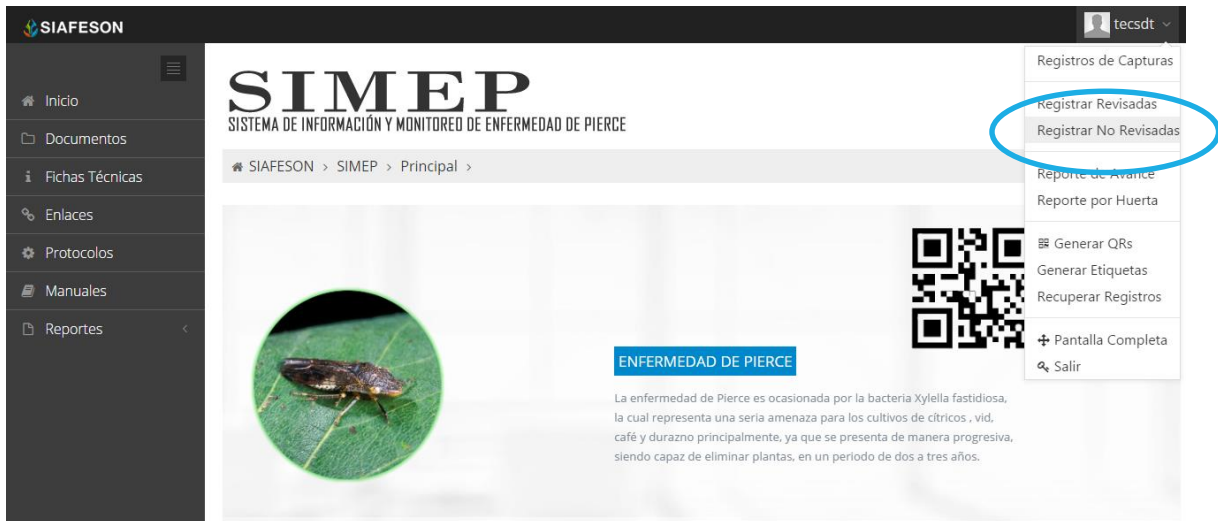 SIAFESON
tecsdt
Inicio
Documentos
Fichas Técnicas
Enlaces
Protocolos
Manuales
Reportes
SIMEP
SISTEMA DE INFORMACIÓN Y MONITOREO DE ENFERMEDAD DE PIERCE
SIAFESON > SIMEP > Principal >
ENFERMEDAD DE PIERCE
La enfermedad de Pierce es ocasionada por la bacteria Xylella fastidiosa,
la cual representa una seria amenaza para los cultivos de cítricos , vid,
café y durazno principalmente, ya que se presenta de manera progresiva,
siendo capaz de eliminar plantas, en un periodo de dos a tres años.
Registros de Capturas
Registrar Revisadas
Registrar No Revisadas
Reporte de Avance
Reporte por Huerta
Generar QRs
Generar Etiquetas
Recuperar Registros
Pantalla Completa
Salir